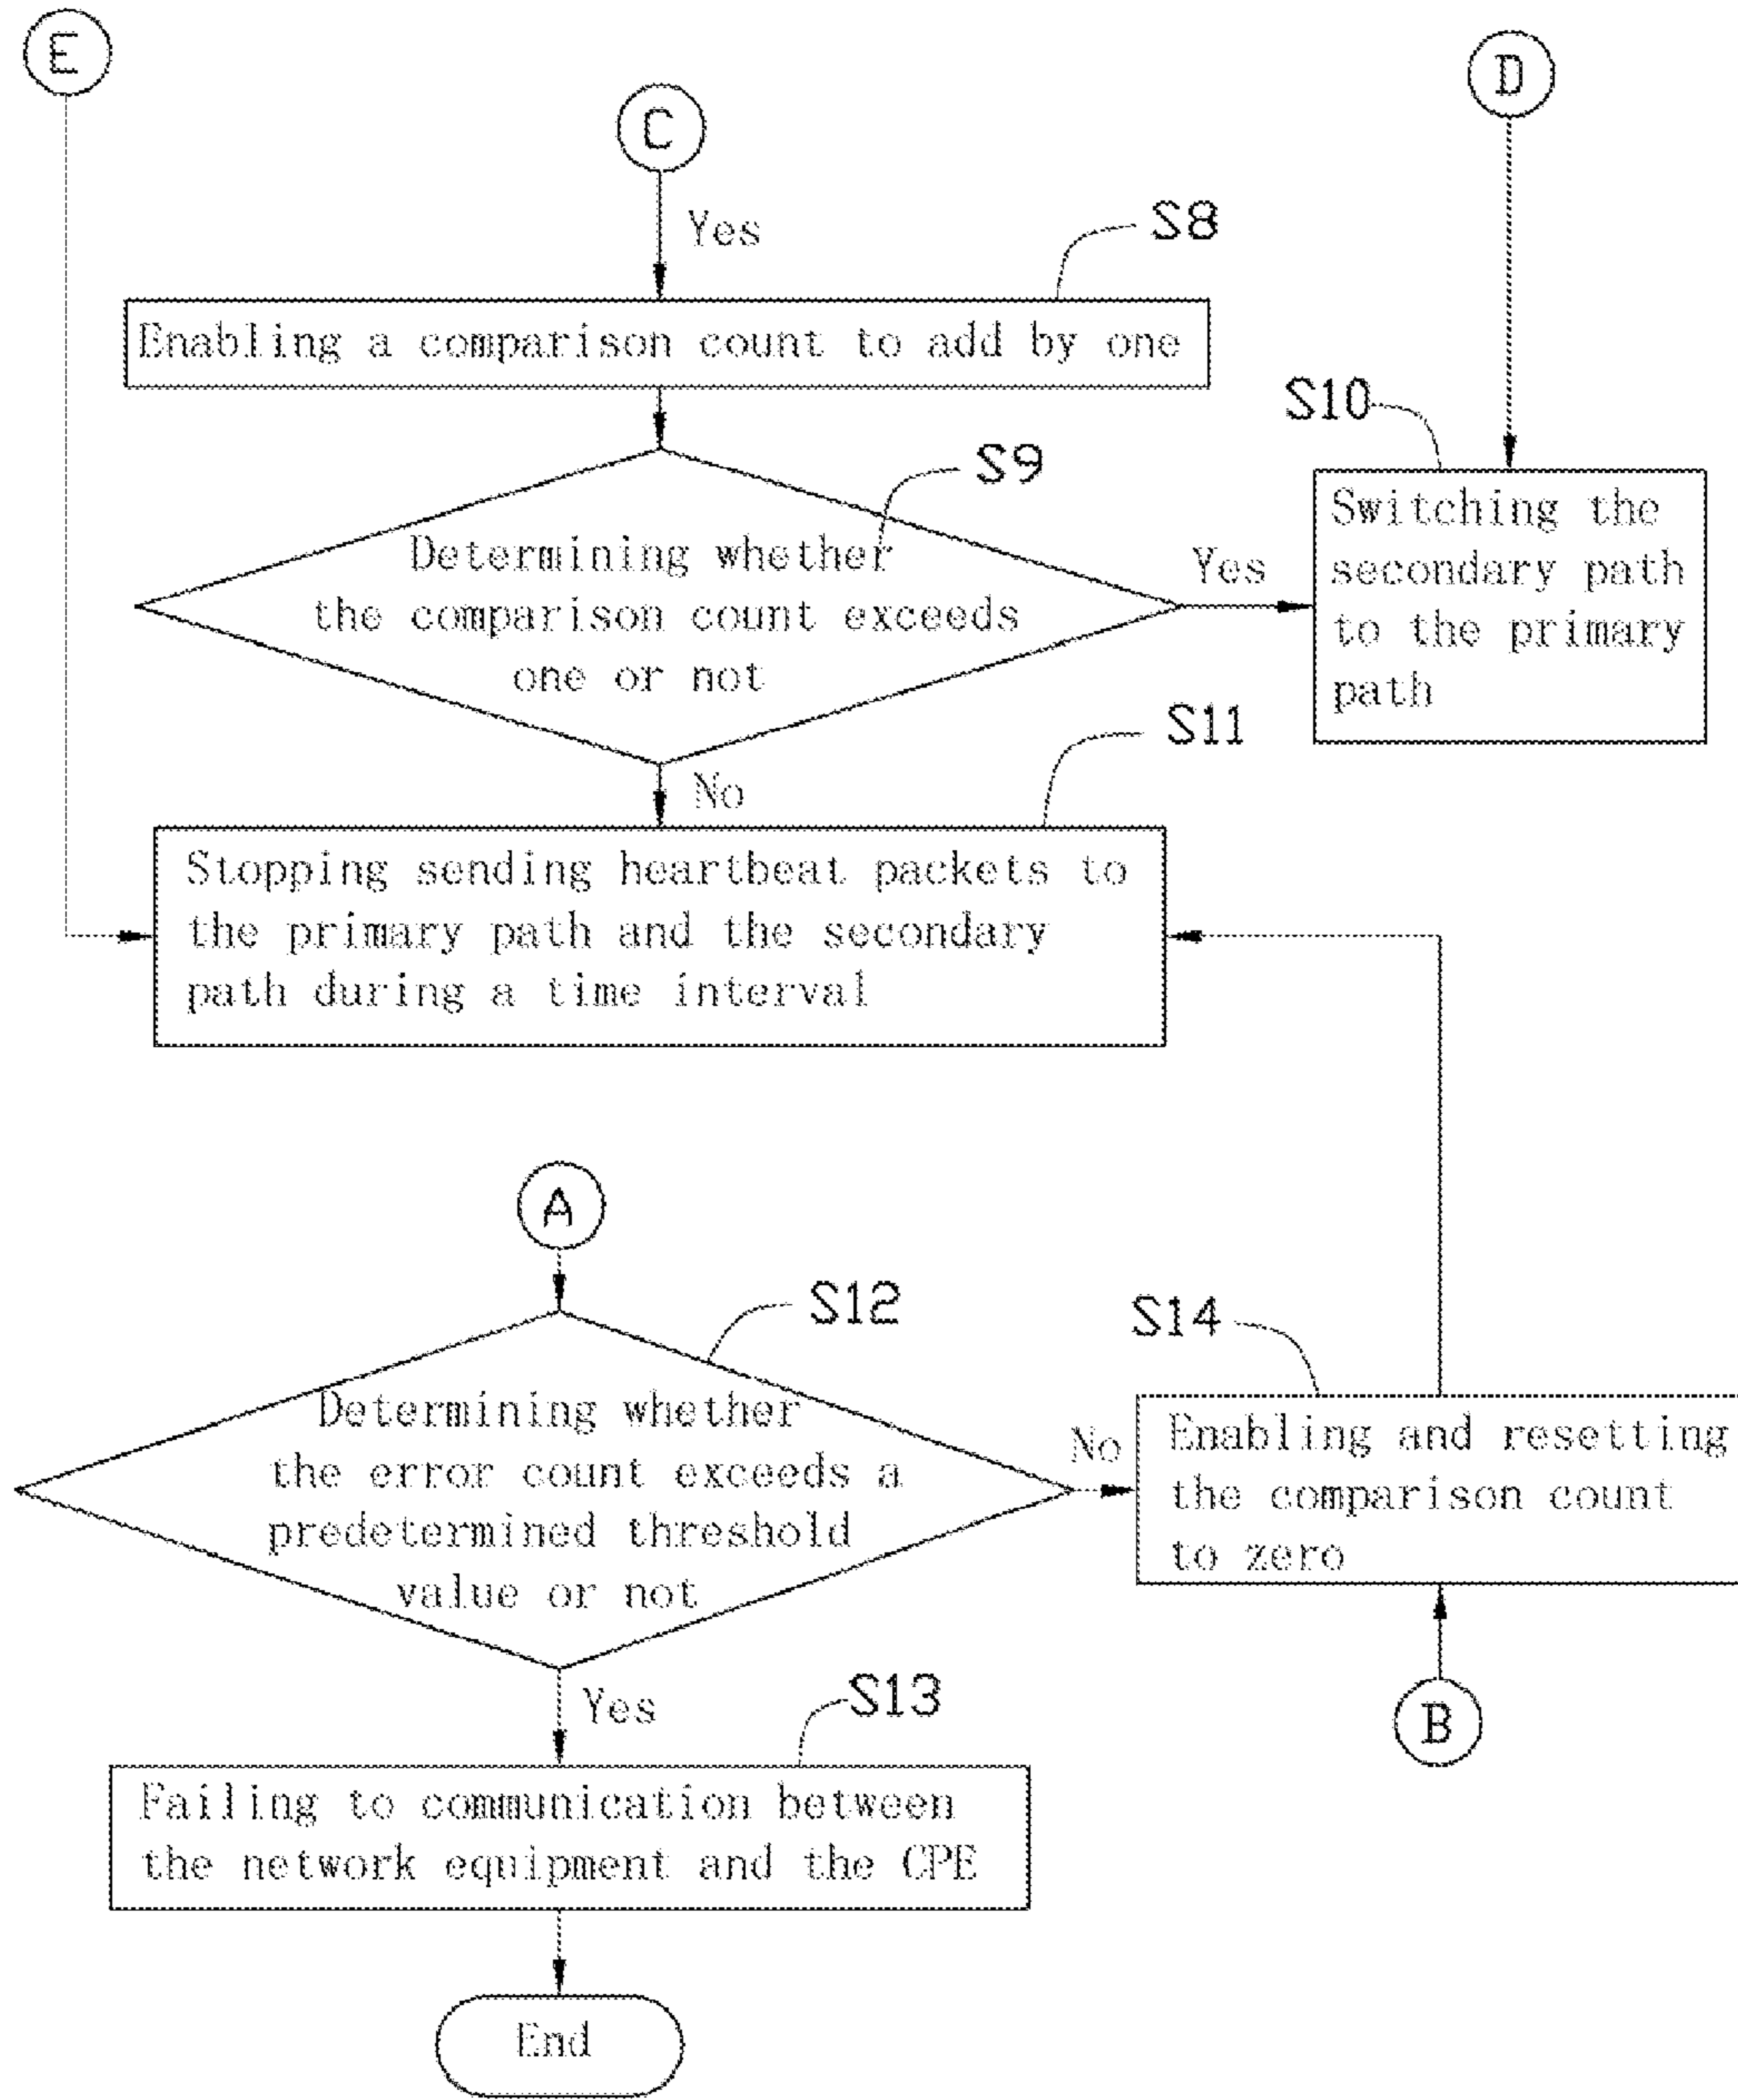 E
C
D
Yes
S8
Enabling a comparison count to add by one
S10
S9
Switching the
secondary path
to the primary
path
Determining whether
the comparison count exceeds
one or not
Yes
S11
No
Stopping sending heartbeat packets to
the primary path and the secondary
path during a time interval
A
S12
S14
Determining whether
the error count exceeds a
predetermined threshold
value or not
No
Enabling and resetting
the comparison count
to zero
Yes
S13
B
Failing to communication between
the network equipment and the CPE
End